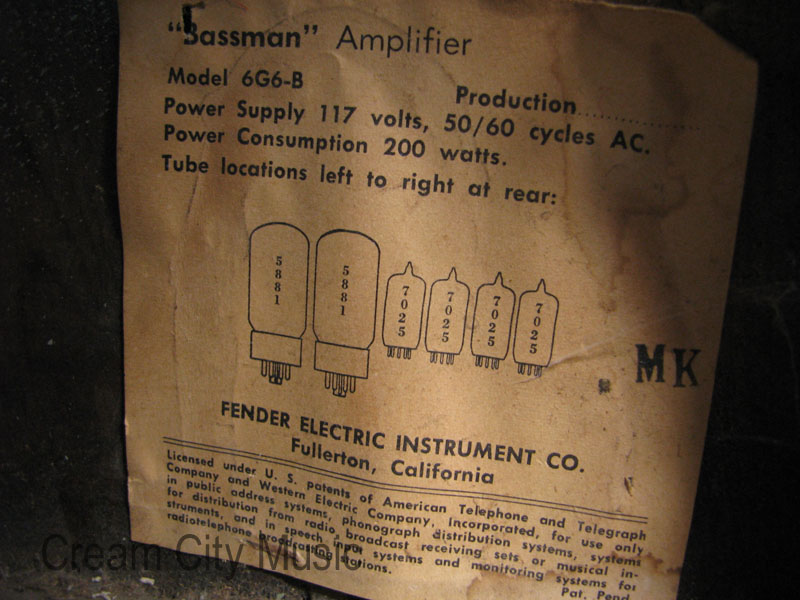 "Bassman" Amplifier
Model 6G6-B
Production....................
Power Supply 117 volts, 50/60 cycles AC.
Power Consumption 200 watts.
Tube locations left to right at rear:
5881
5881
7025
7025
7025
7025
MK
FENDER ELECTRIC INSTRUMENT CO.
Fullerton, California
Licensed under U. S. patents of American Telephone and Telegraph
Company and Western Electric Company, Incorporated, for use only
in public address systems, phonograph distribution systems, systems
for distribution from radio broadcast receiving sets or musical in-
struments, and in speech input systems and monitoring systems for
radiotelephone broadcasting stations.
Pat. Pend.
Cream City Music